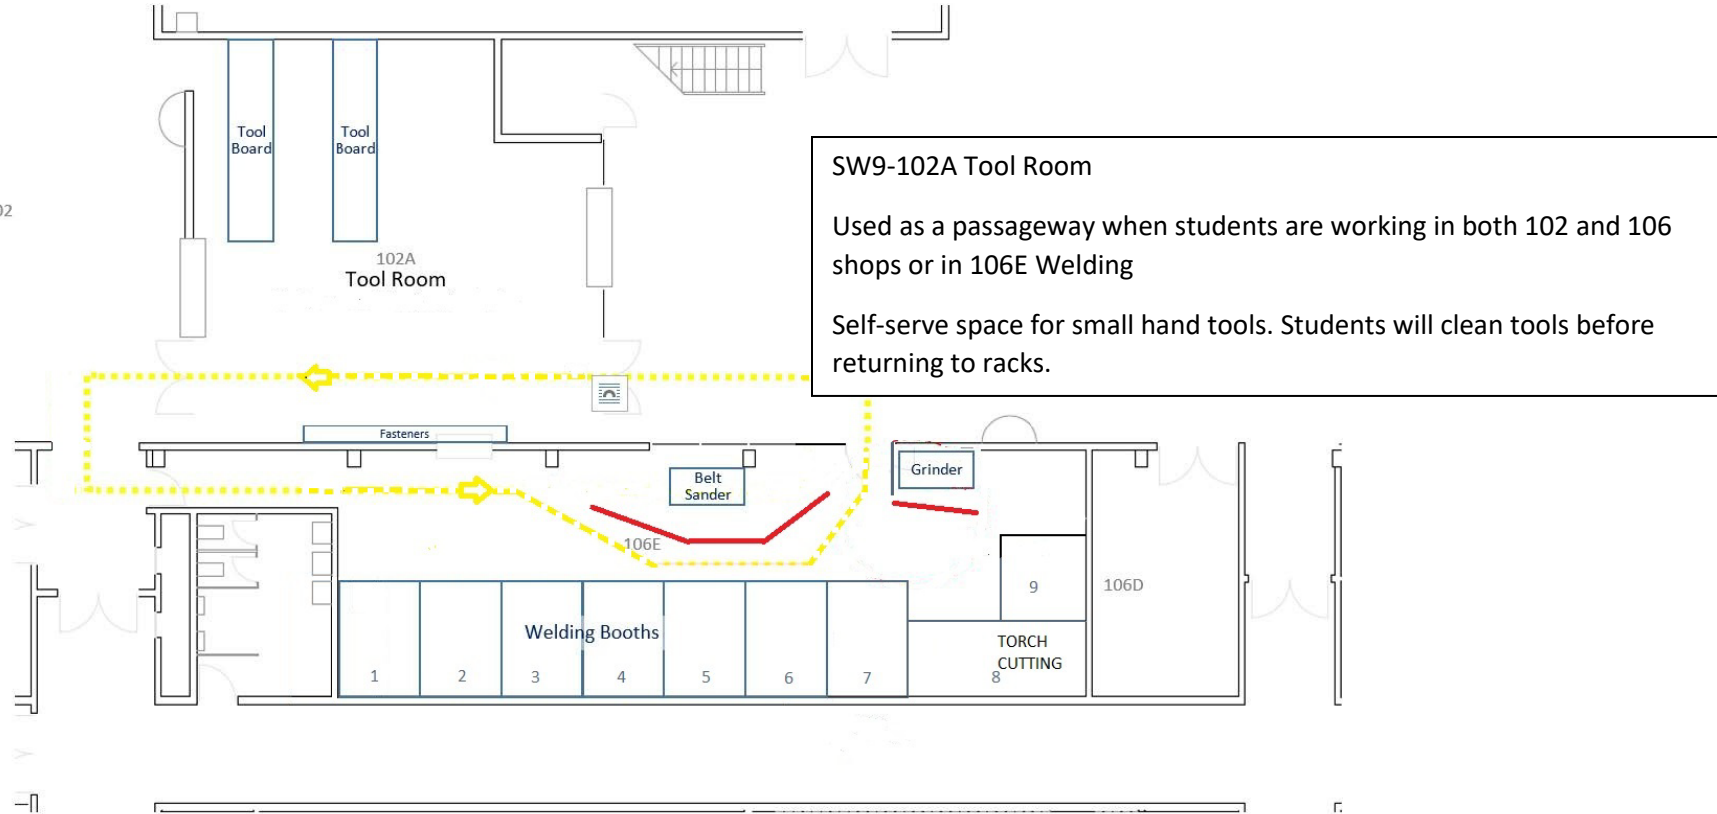 Tool
Board
Tool
Board
SW9-102A Tool Room
Used as a passageway when students are working in both 102 and 106
shops or in 106E Welding
Self-serve space for small hand tools. Students will clean tools before
returning to racks.
02
102A
Tool Room
Fasteners
Belt
Sander
Grinder
106E
9
106D
Welding Booths
TORCH
CUTTING
1
2
3
4
5
6
7
8